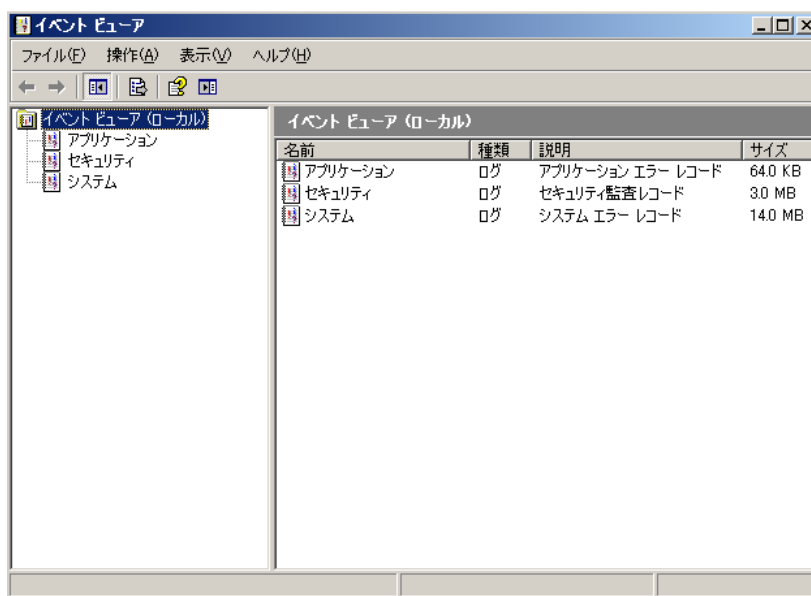 イベント ビューア
ファイル(F) 操作(A) 表示(V) ヘルプ(H)
イベント ビューア (ローカル)
アプリケーション
セキュリティ
システム
イベント ビューア (ローカル)
名前 種類 説明 サイズ
アプリケーション ログ アプリケーション エラー レコード 64.0 KB
セキュリティ ログ セキュリティ監査レコード 3.0 MB
システム ログ システム エラー レコード 14.0 MB